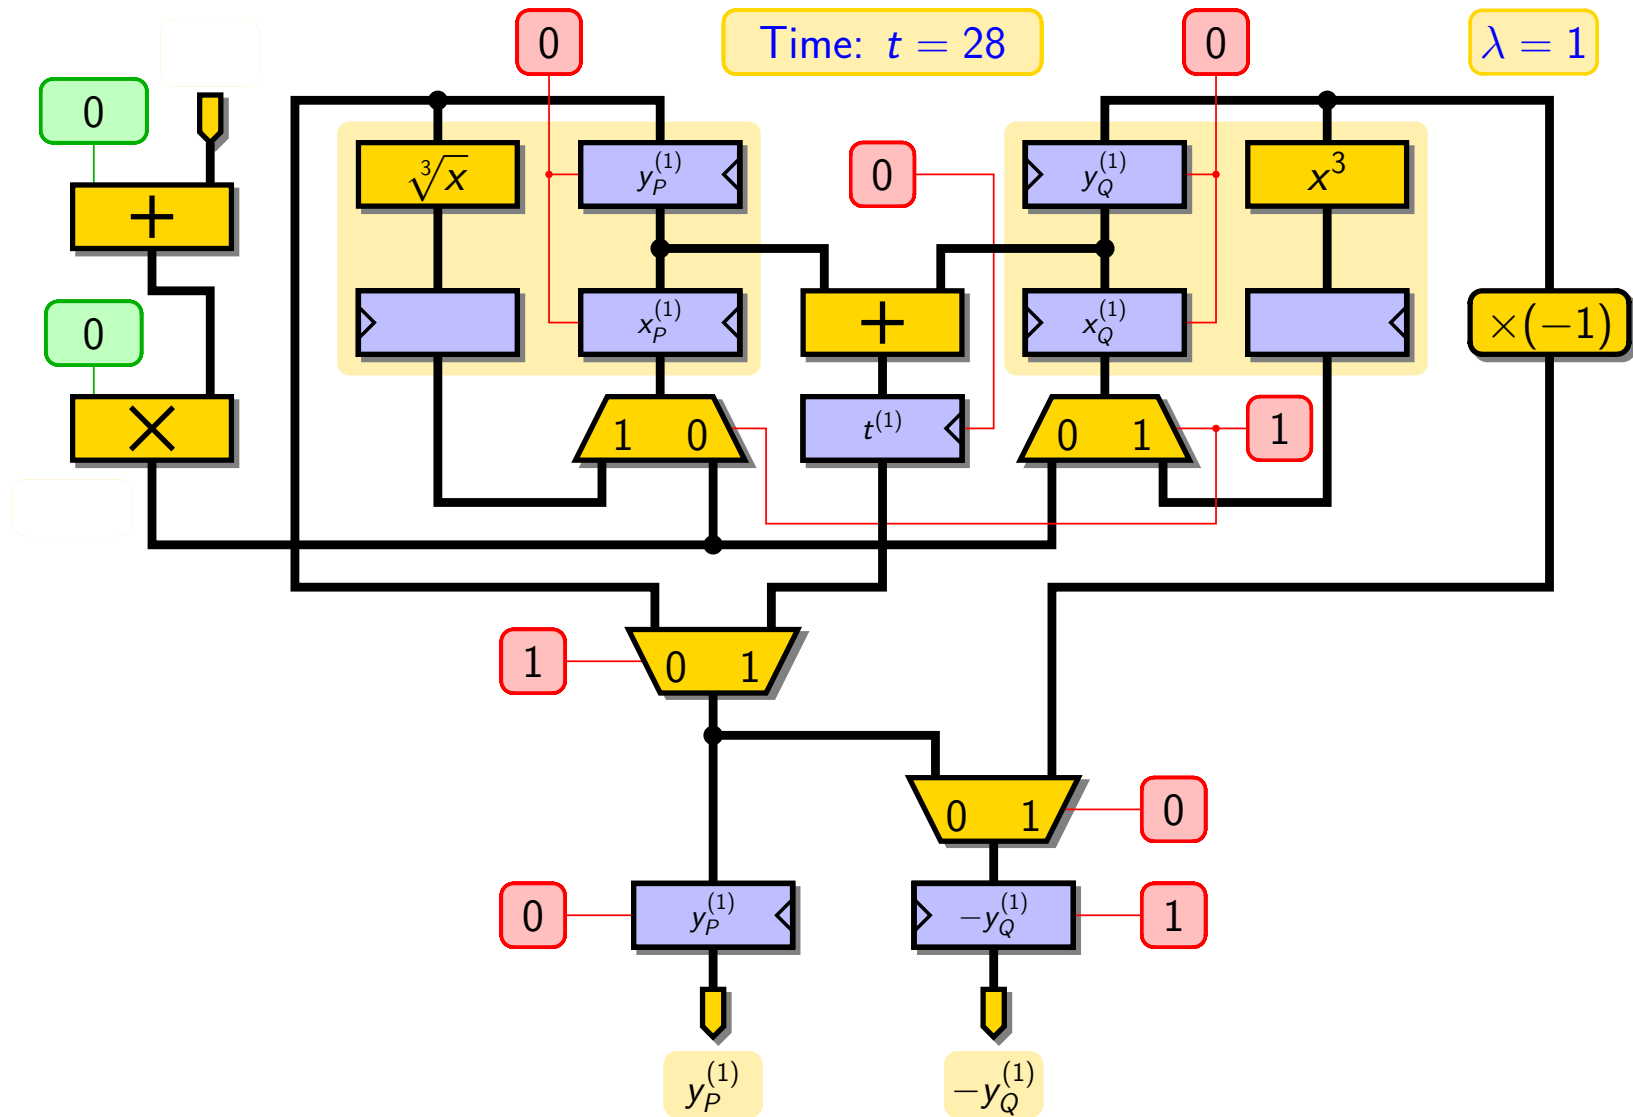 0
Time: t = 28
0
λ = 1
0
+
∛x
y_P^{(1)}
0
y_Q^{(1)}
x³
0
x_P^{(1)}
+
x_Q^{(1)}
×(−1)
×
1 0
t^{(1)}
0 1
1
1
0 1
0 1
0
0
y_P^{(1)}
−y_Q^{(1)}
1
y_P^{(1)}
−y_Q^{(1)}